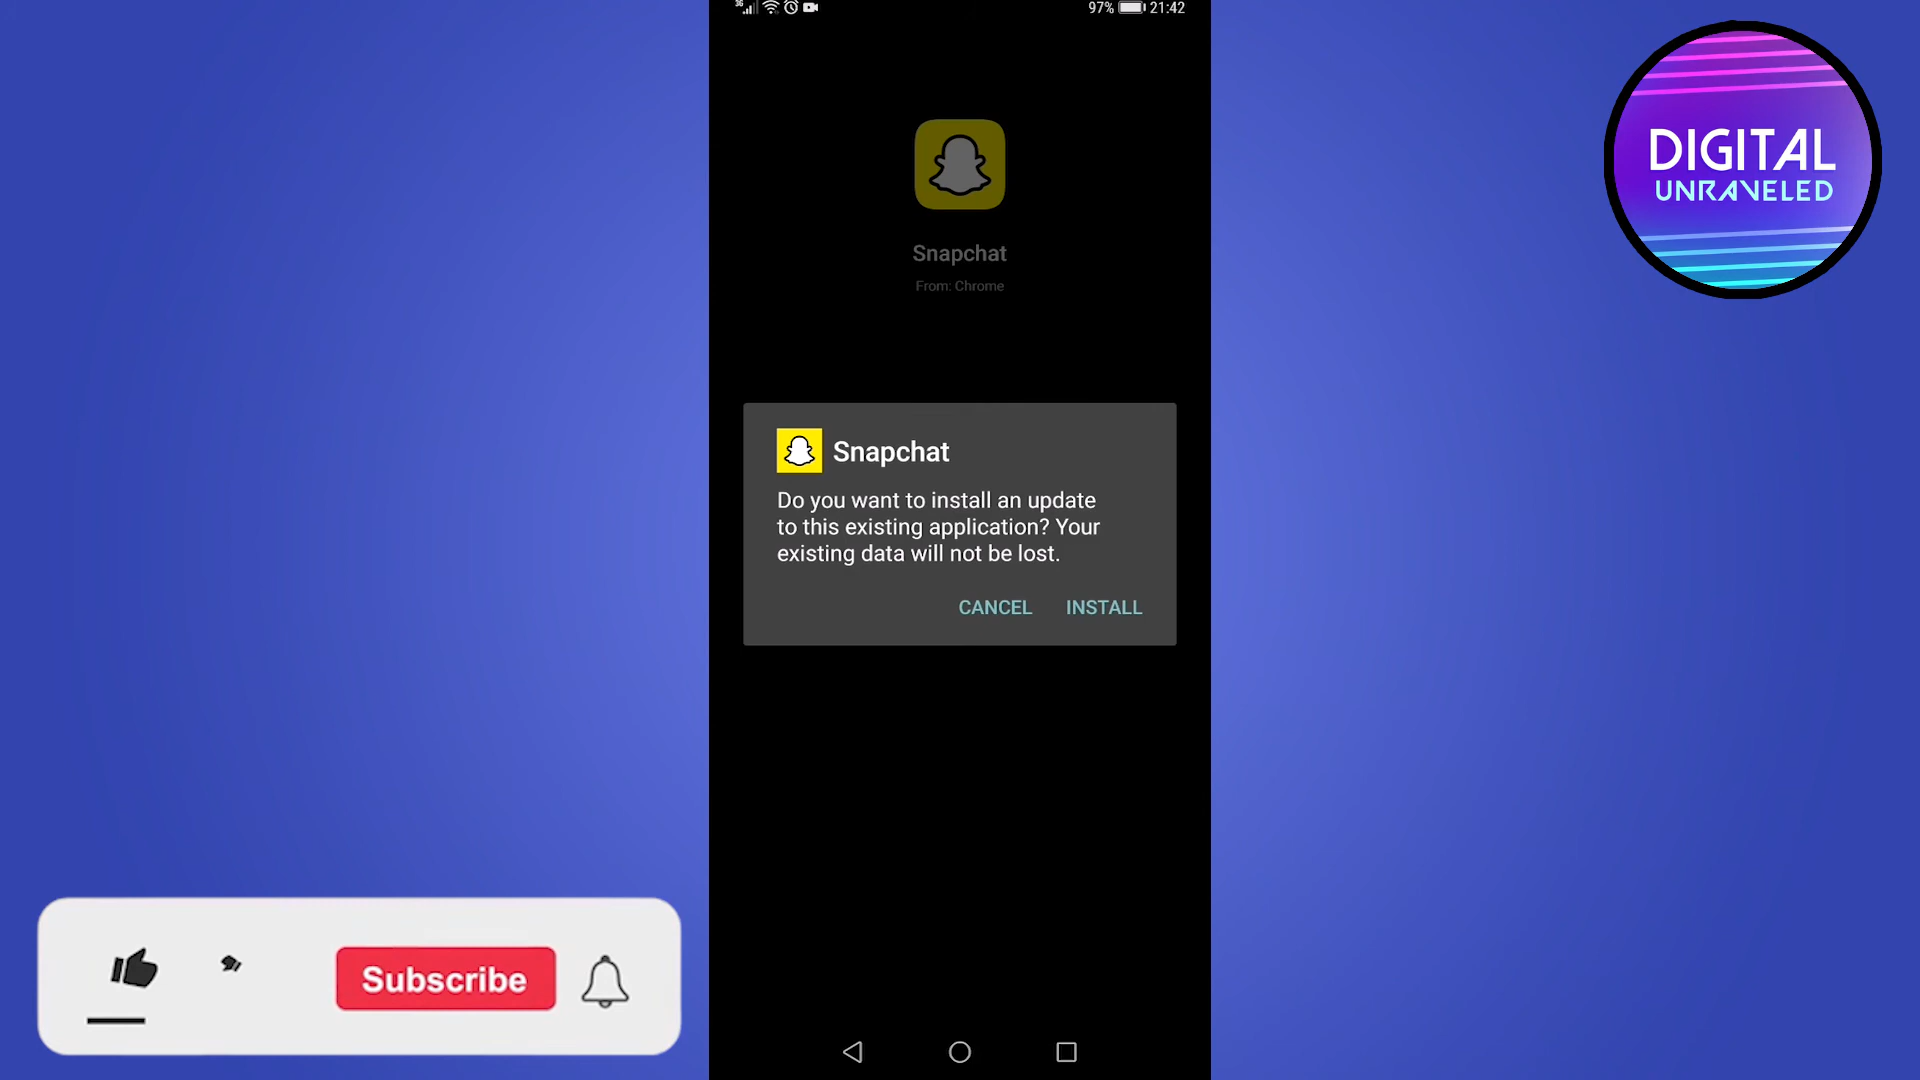 3G
97% 21:42
DIGITAL
UNRAVELED
Snapchat
From: Chrome
Snapchat
Do you want to install an update
to this existing application? Your
existing data will not be lost.
CANCEL INSTALL
Subscribe